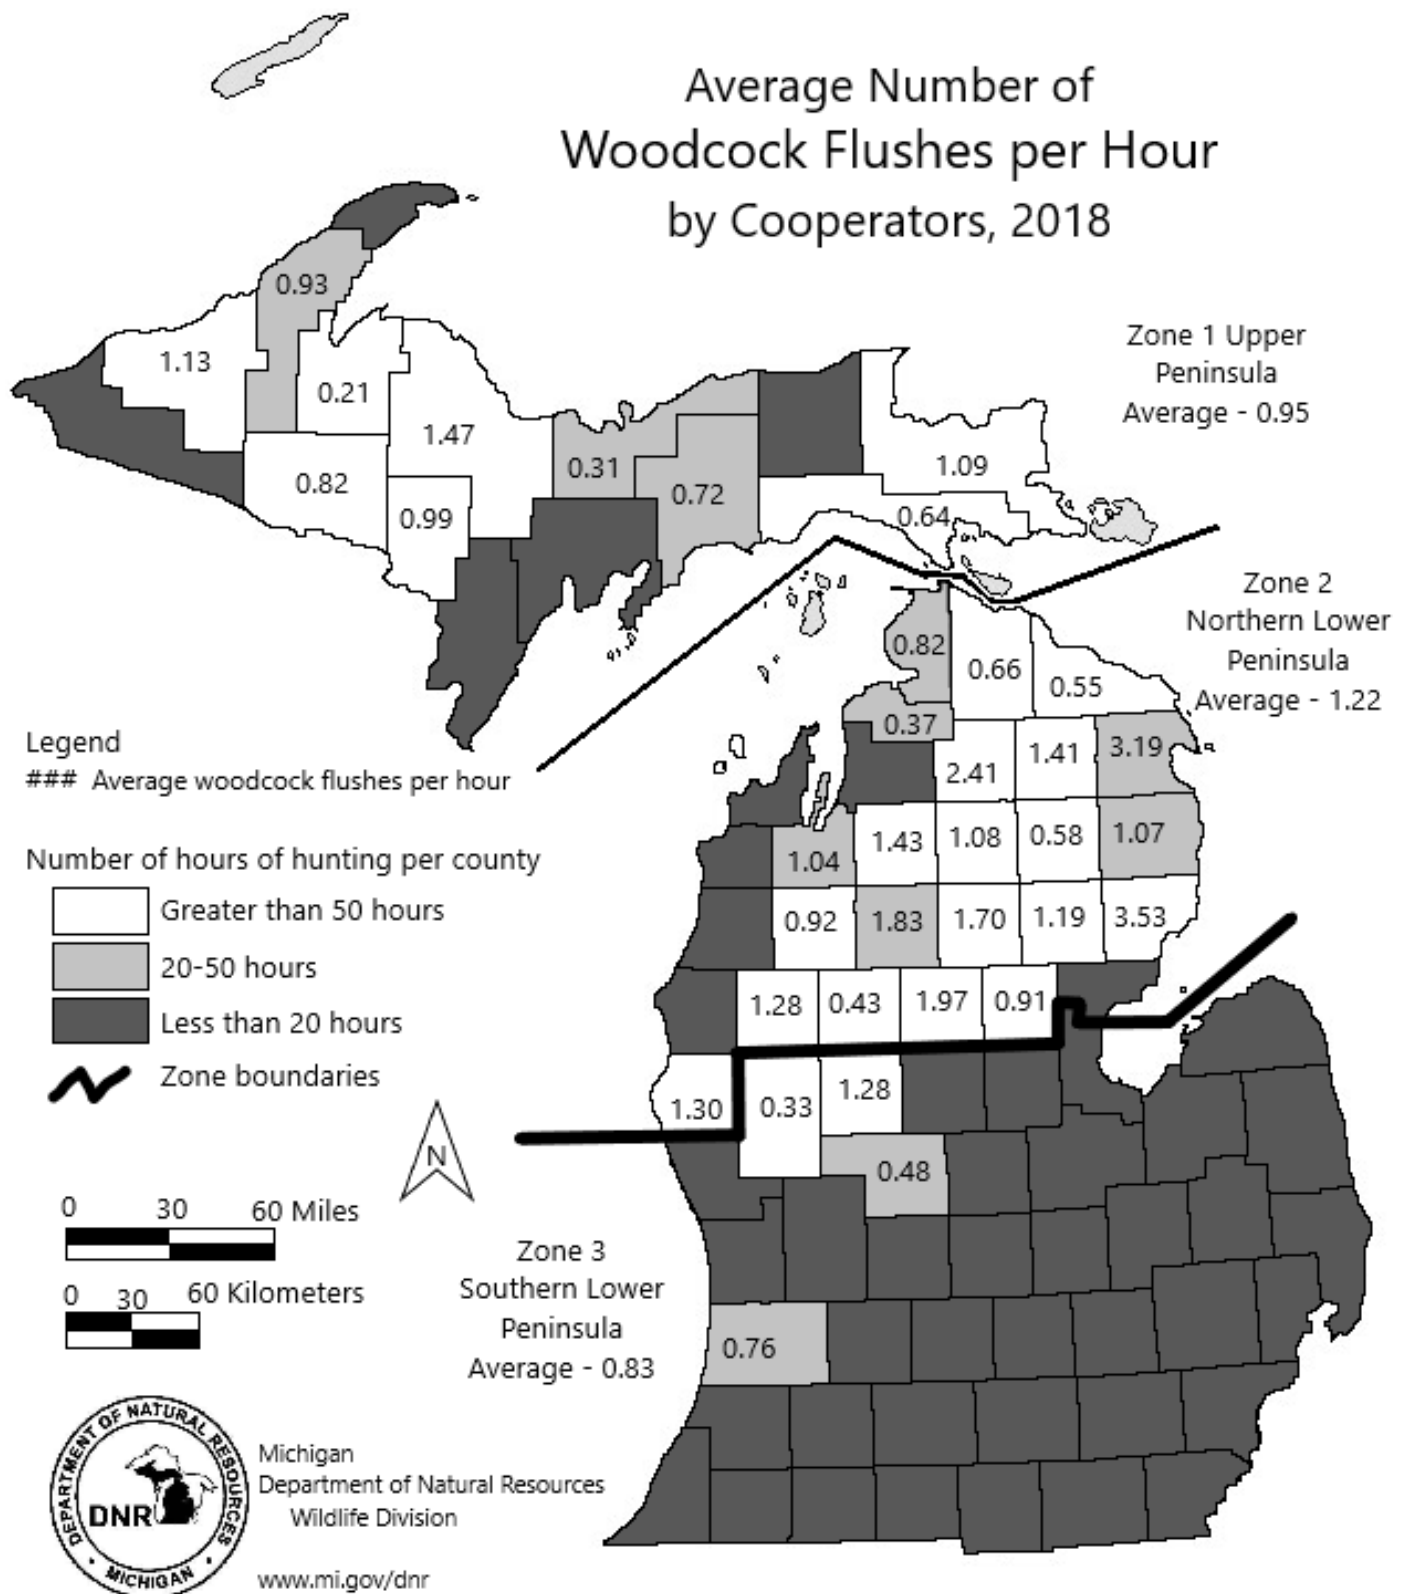 Average Number of
Woodcock Flushes per Hour
by Cooperators, 2018
0.93
1.13
0.21
1.47
0.82
0.99
0.31
0.72
1.09
0.64
Zone 1 Upper
Peninsula
Average - 0.95
Zone 2
Northern Lower
Peninsula
Average - 1.22
0.82
0.66
0.55
0.37
2.41
1.41
3.19
1.04
1.43
1.08
0.58
1.07
0.92
1.83
1.70
1.19
3.53
1.28
0.43
1.97
0.91
1.30
0.33
1.28
0.48
0.76
Legend
### Average woodcock flushes per hour
Number of hours of hunting per county
Greater than 50 hours
20-50 hours
Less than 20 hours
Zone boundaries
N
0 30 60 Miles
0 30 60 Kilometers
Zone 3
Southern Lower
Peninsula
Average - 0.83
DEPARTMENT OF NATURAL RESOURCES
DNR
MICHIGAN
Michigan
Department of Natural Resources
Wildlife Division
www.mi.gov/dnr